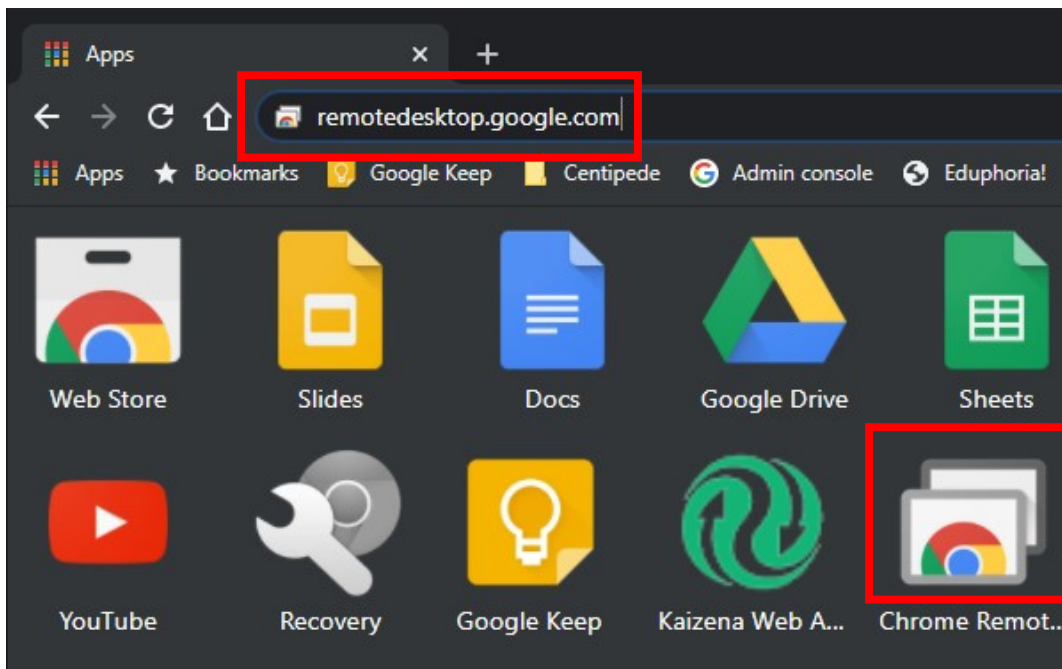 Apps
remotedesktop.google.com
Apps Bookmarks Google Keep Centipede Admin console Eduphoria!
Web Store Slides Docs Google Drive Sheets
YouTube Recovery Google Keep Kaizena Web A... Chrome Remot...